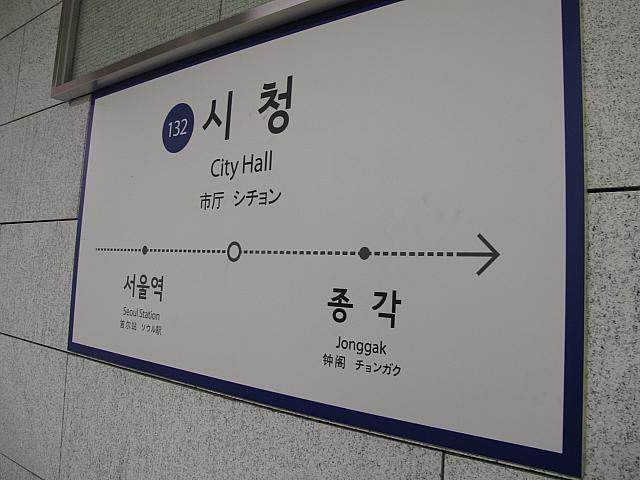 132 시 청
City Hall
市厅 シチョン
서울역
Seoul Station
首尔站 ソウル駅
종 각
Jonggak
钟阁 チョンガク